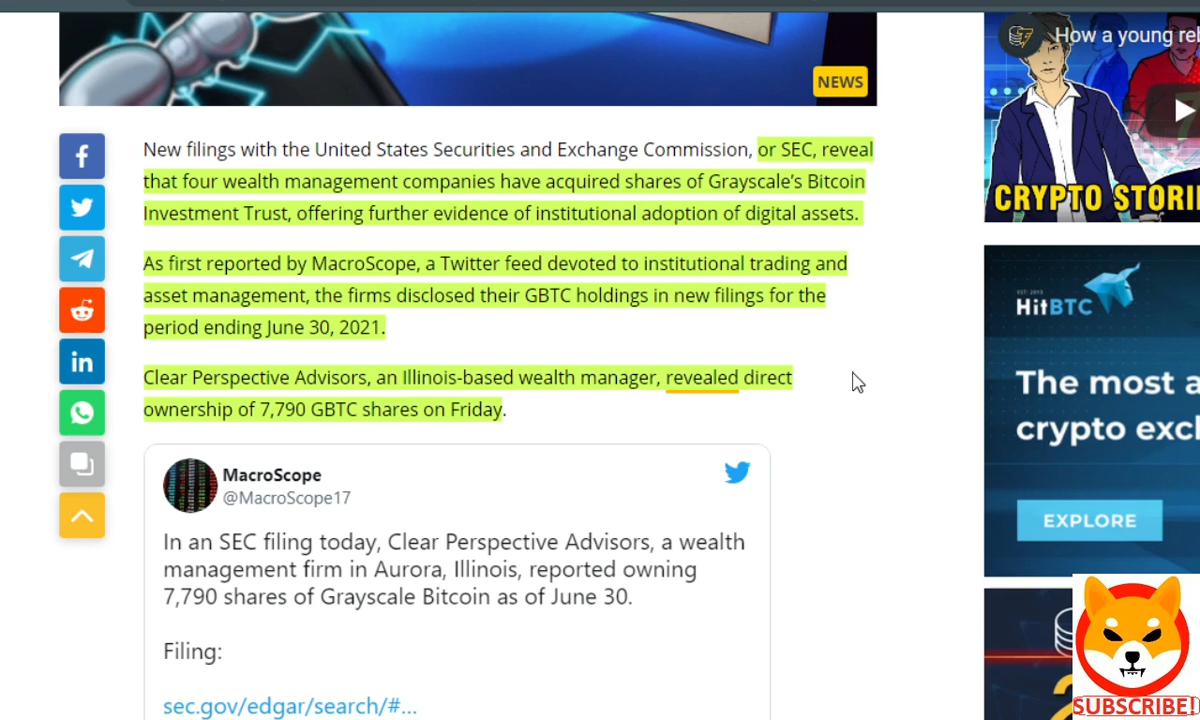 NEWS
New filings with the United States Securities and Exchange Commission, or SEC, reveal
that four wealth management companies have acquired shares of Grayscale’s Bitcoin
Investment Trust, offering further evidence of institutional adoption of digital assets.
As first reported by MacroScope, a Twitter feed devoted to institutional trading and
asset management, the firms disclosed their GBTC holdings in new filings for the
period ending June 30, 2021.
Clear Perspective Advisors, an Illinois-based wealth manager, revealed direct
ownership of 7,790 GBTC shares on Friday.
MacroScope
@MacroScope17
In an SEC filing today, Clear Perspective Advisors, a wealth
management firm in Aurora, Illinois, reported owning
7,790 shares of Grayscale Bitcoin as of June 30.
Filing:
sec.gov/edgar/search/#...
How a young
CRYPTO
HitBTC
The most
crypto
EXPLORE
SUBSCRIBE!